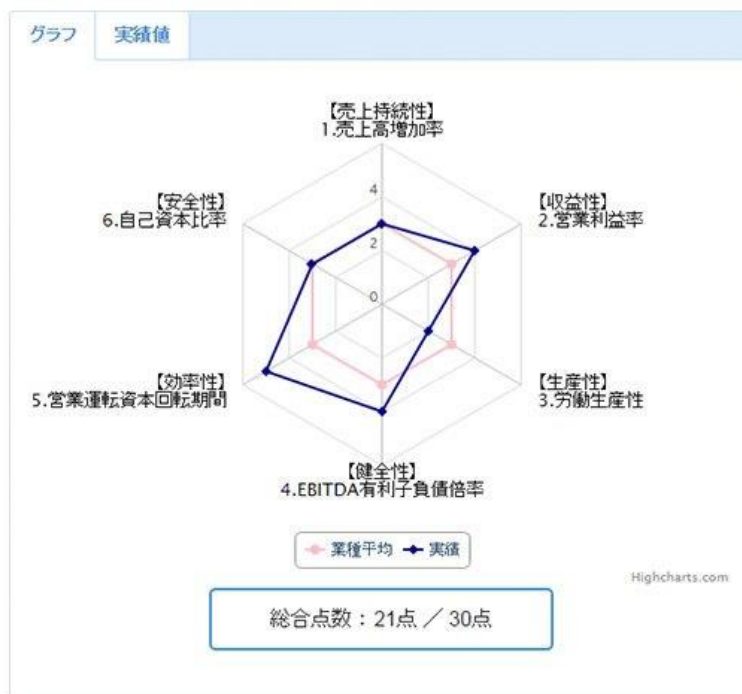 グラフ
実績値
【売上持続性】
1.売上高増加率
【安全性】
6.自己資本比率
【収益性】
2.営業利益率
4
2
0
【効率性】
5.営業運転資本回転期間
【生産性】
3.労働生産性
【健全性】
4.EBITDA有利子負債倍率
業種平均 実績
Highcharts.com
総合点数：21点 ／ 30点